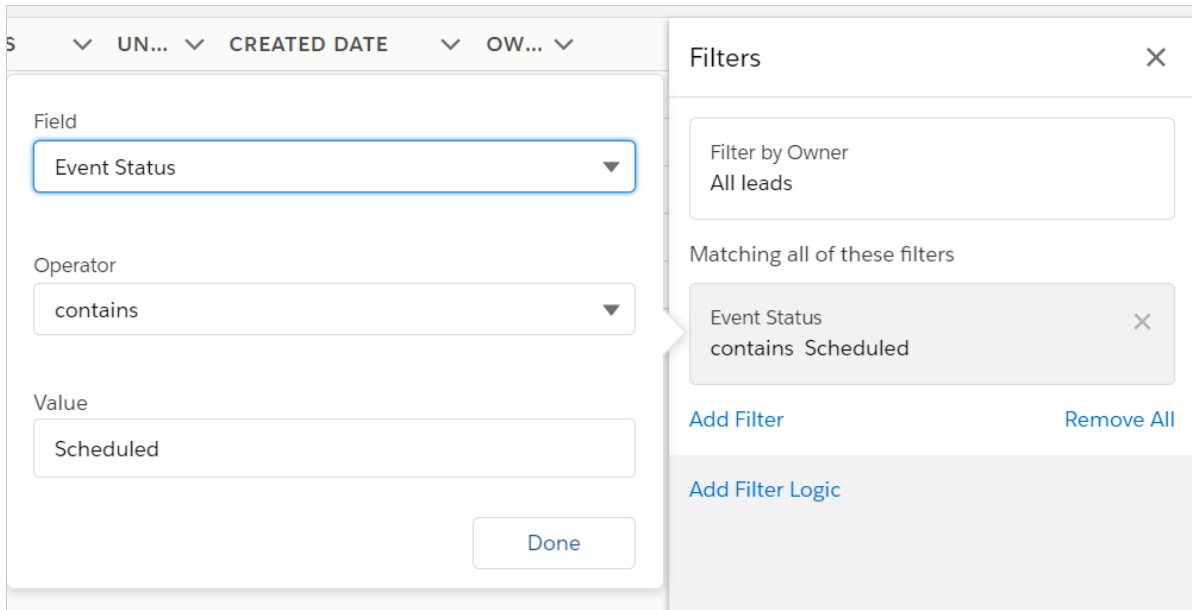 S UN... CREATED DATE OW...
Field
Event Status
Operator
contains
Value
Scheduled
Done
Filters
Filter by Owner
All leads
Matching all of these filters
Event Status
contains Scheduled
Add Filter Remove All
Add Filter Logic